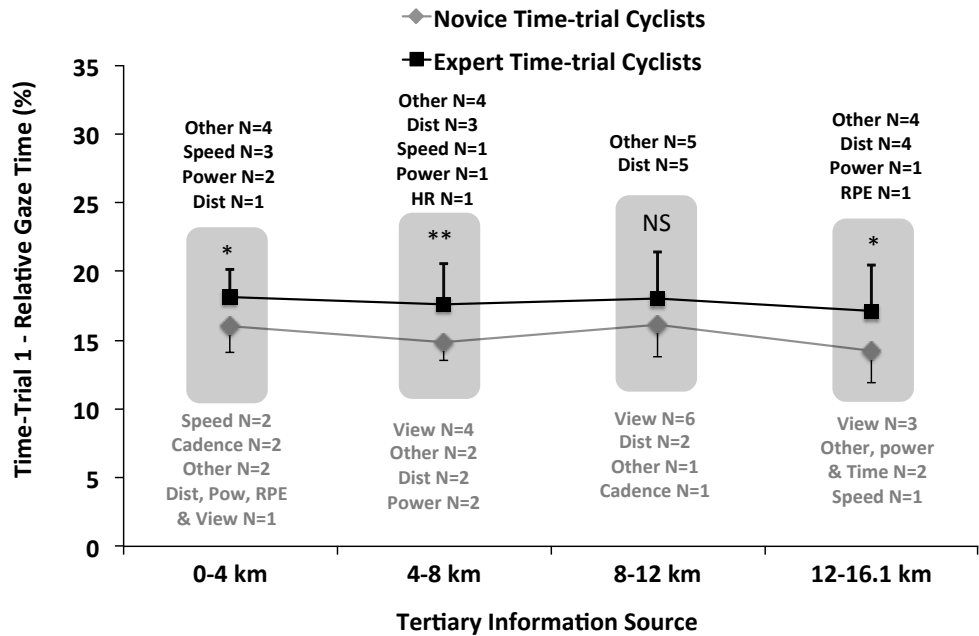 Novice Time-trial Cyclists
Expert Time-trial Cyclists
Time-Trial 1 - Relative Gaze Time (%)
35
30
25
20
15
10
5
0
Other N=4
Speed N=3
Power N=2
Dist N=1
*
Other N=4
Dist N=3
Speed N=1
Power N=1
HR N=1
**
Other N=5
Dist N=5
NS
Other N=4
Dist N=4
Power N=1
RPE N=1
*
Speed N=2
Cadence N=2
Other N=2
Dist, Pow, RPE
& View N=1
View N=4
Other N=2
Dist N=2
Power N=2
View N=6
Dist N=2
Other N=1
Cadence N=1
View N=3
Other, power
& Time N=2
Speed N=1
0-4 km
4-8 km
8-12 km
12-16.1 km
Tertiary Information Source